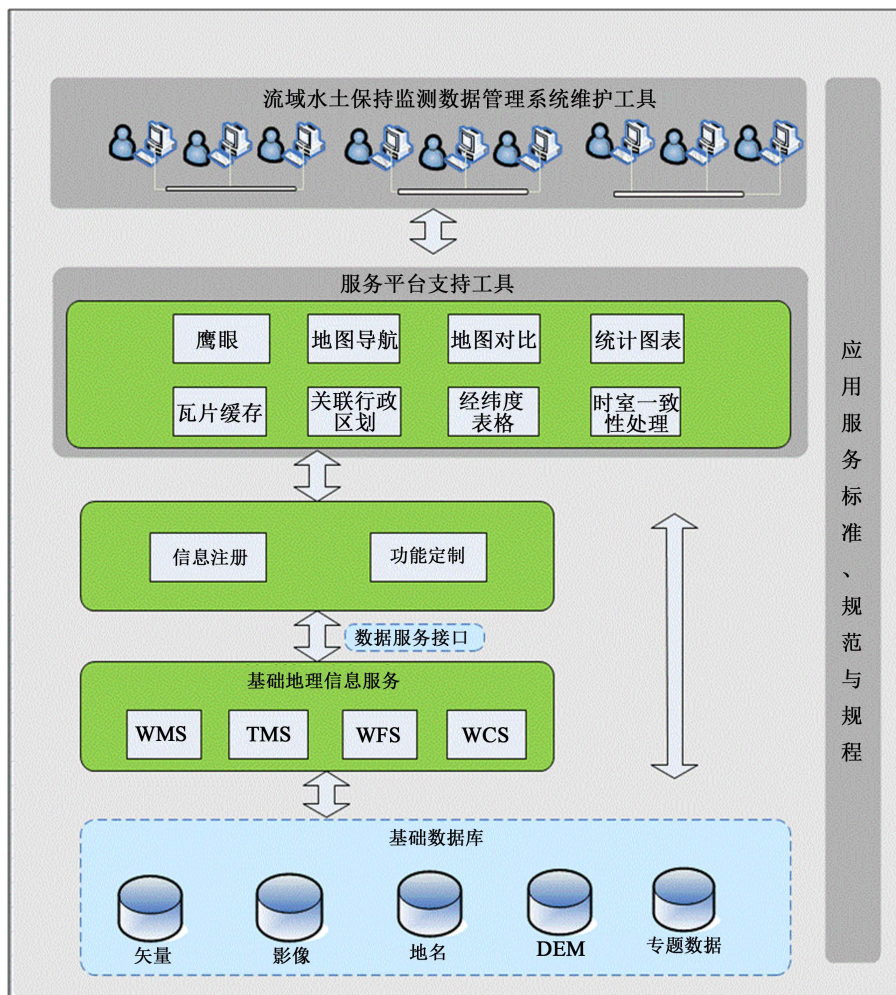 流域水土保持监测数据管理系统维护工具
服务平台支持工具
鹰眼
地图导航
地图对比
统计图表
瓦片缓存
关联行政
区划
经纬度
表格
时室一致
性处理
信息注册
功能定制
数据服务接口
基础地理信息服务
WMS
TMS
WFS
WCS
基础数据库
矢量
影像
地名
DEM
专题数据
应用服务标准、规范与规程